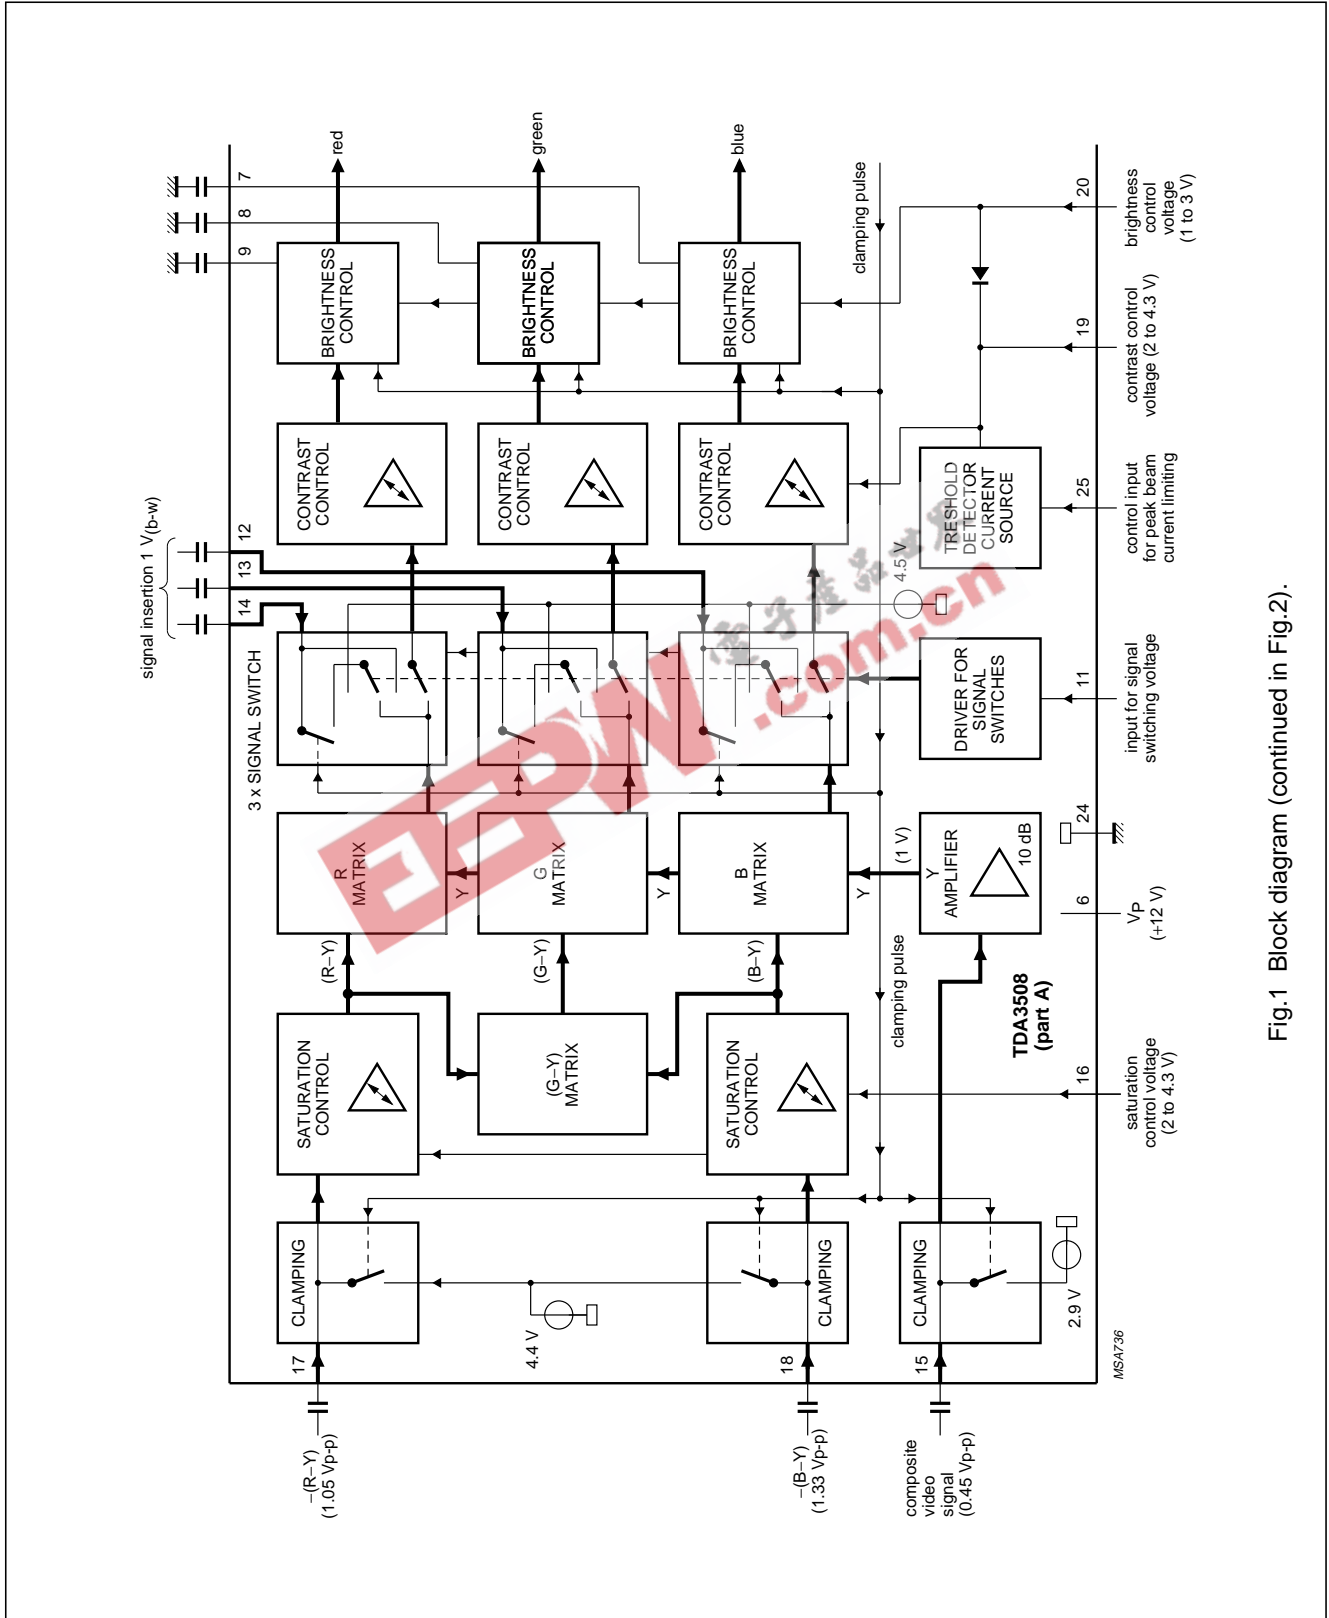 signal insertion 1 V(b-w)
14
13
12
9
8
7
3 x SIGNAL SWITCH
-(R-Y)
(1.05 Vp-p)
17
CLAMPING
SATURATION
CONTROL
(R-Y)
R
MATRIX
CONTRAST
CONTROL
BRIGHTNESS
CONTROL
red
4.4 V
(G-Y)
MATRIX
(G-Y)
Y
G
MATRIX
CONTRAST
CONTROL
BRIGHTNESS
CONTROL
green
-(B-Y)
(1.33 Vp-p)
18
CLAMPING
SATURATION
CONTROL
(B-Y)
Y
B
MATRIX
CONTRAST
CONTROL
BRIGHTNESS
CONTROL
blue
clamping pulse
clamping pulse
Y
(1 V)
4.5 V
composite
video
signal
(0.45 Vp-p)
15
CLAMPING
2.9 V
TDA3508
(part A)
Y
AMPLIFIER
10 dB
DRIVER FOR
SIGNAL
SWITCHES
TRESHOLD
DETECTOR
CURRENT
SOURCE
16
6
24
11
25
19
20
saturation
control voltage
(2 to 4.3 V)
VP
(+12 V)
input for signal
switching voltage
control input
for peak beam
current limiting
contrast control
voltage (2 to 4.3 V)
brightness
control
voltage
(1 to 3 V)
MSA736
EEPW
.com.cn
電子產品世界
Fig.1 Block diagram (continued in Fig.2).